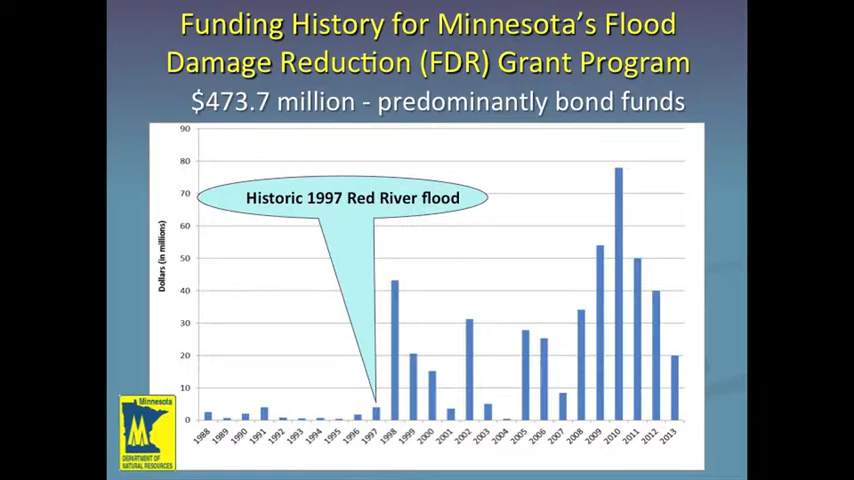 Funding History for Minnesota's Flood
Damage Reduction (FDR) Grant Program
$473.7 million - predominantly bond funds
90
80
70
60
50
40
30
20
10
0
Dollars (in millions)
Historic 1997 Red River flood
1988 1989 1990 1991 1992 1993 1994 1995 1996 1997 1998 1999 2000 2001 2002 2003 2004 2005 2006 2007 2008 2009 2010 2011 2012 2013
Minnesota
DEPARTMENT OF
NATURAL RESOURCES